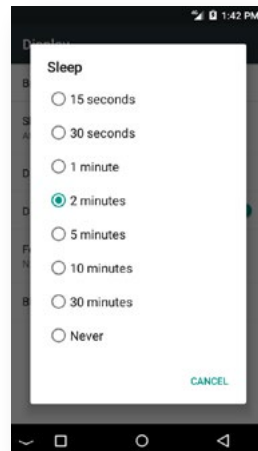 1:42 PM
Display
Sleep
15 seconds
30 seconds
1 minute
2 minutes
5 minutes
10 minutes
30 minutes
Never
CANCEL